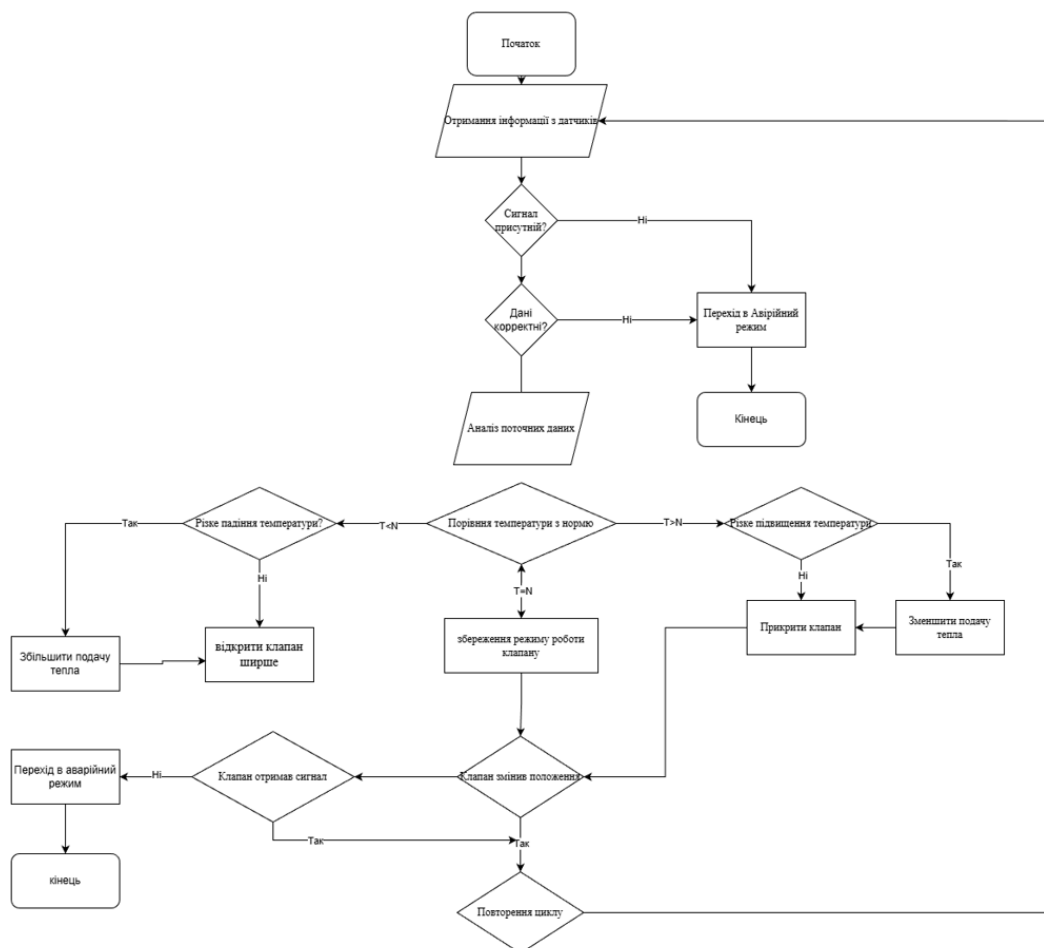 Початок
Отримання інформації з датчиків
Сигнал
присутній?
Ні
Дані
корректні?
Ні
Перехід в Авірійний
режим
Кінець
Аналіз поточних даних
Різке падіння температури?
Так
Ні
T<N
Порівння температури з нормю
T>N
Різке підвищення температури
Ні
Так
T=N
Збільшити подачу
тепла
відкрити клапан
ширше
збереження режиму роботи
клапану
Прикрити клапан
Зменшити подачу
тепла
Перехід в аварійний
режим
Ні
Клапан отримав сигнал
Клапан змінив положення
Так
Так
кінець
Повторення циклу